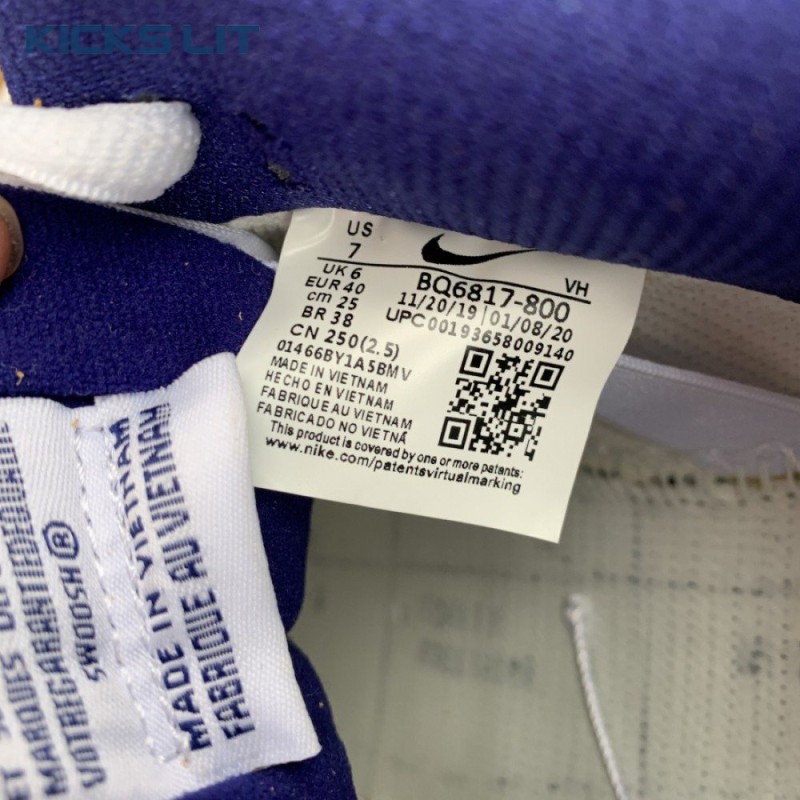 KICKS LIT
US
7
UK 6
EUR 40
cm 25
BR 38
CN 250(2.5)
BQ6817-800 VH
11/20/19 | 01/08/20
UPC00193658009140
01466BY1A5BMV
MADE IN VIETNAM
HECHO EN VIETNAM
FABRIQUE AU VIETNAM
FABRICADO NO VIETNÃ
This product is covered by one or more patents:
www.nike.com/patentsvirtualmarking
MARQUES
SWOOSH®
MADE IN VIETNAM
FABRIQUE AU VIETNAM